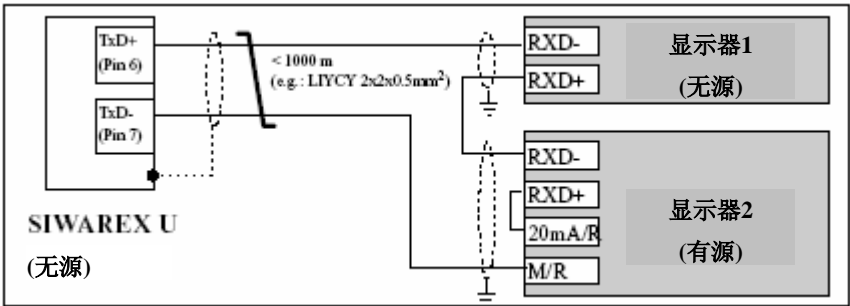 TxD+
(Pin 6)
TxD-
(Pin 7)
SIWAREX U
(无源)
< 1000 m
(e.g.: LIYCY 2x2x0.5mm²)
RXD-
RXD+
显示器1
(无源)
RXD-
RXD+
20mA/R
M/R
显示器2
(有源)